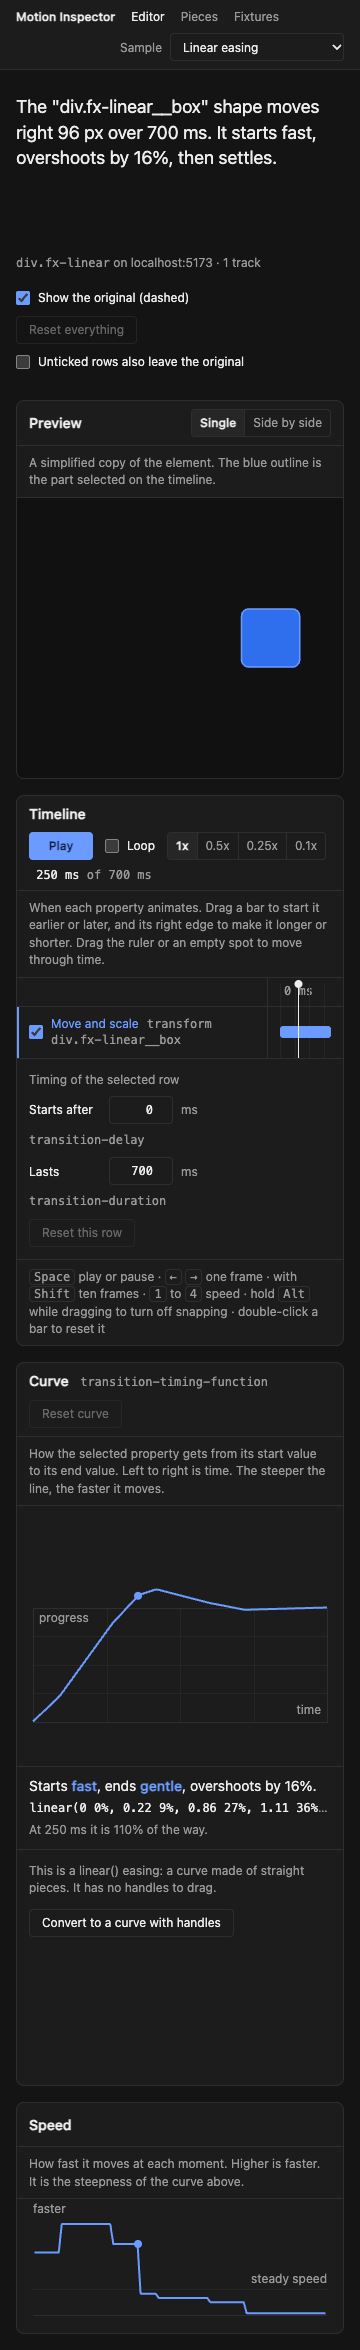 Motion Inspector Editor Pieces Fixtures
Sample Linear easing
The "div.fx-linear__box" shape moves
right 96 px over 700 ms. It starts fast,
overshoots by 16%, then settles.
div.fx-linear on localhost:5173 · 1 track
Show the original (dashed)
Reset everything
Unticked rows also leave the original
Preview Single Side by side
A simplified copy of the element. The blue outline is
the part selected on the timeline.
Timeline
Play Loop 1x 0.5x 0.25x 0.1x
250 ms of 700 ms
When each property animates. Drag a bar to start it
earlier or later, and its right edge to make it longer or
shorter. Drag the ruler or an empty spot to move
through time.
0 ms
Move and scale transform
div.fx-linear__box
Timing of the selected row
Starts after 0 ms
transition-delay
Lasts 700 ms
transition-duration
Reset this row
Space play or pause · ← → one frame · with
Shift ten frames · 1 to 4 speed · hold Alt
while dragging to turn off snapping · double-click a
bar to reset it
Curve transition-timing-function
Reset curve
How the selected property gets from its start value
to its end value. Left to right is time. The steeper the
line, the faster it moves.
progress
time
Starts fast, ends gentle, overshoots by 16%.
linear(0 0%, 0.22 9%, 0.86 27%, 1.11 36%…
At 250 ms it is 110% of the way.
This is a linear() easing: a curve made of straight
pieces. It has no handles to drag.
Convert to a curve with handles
Speed
How fast it moves at each moment. Higher is faster.
It is the steepness of the curve above.
faster
steady speed